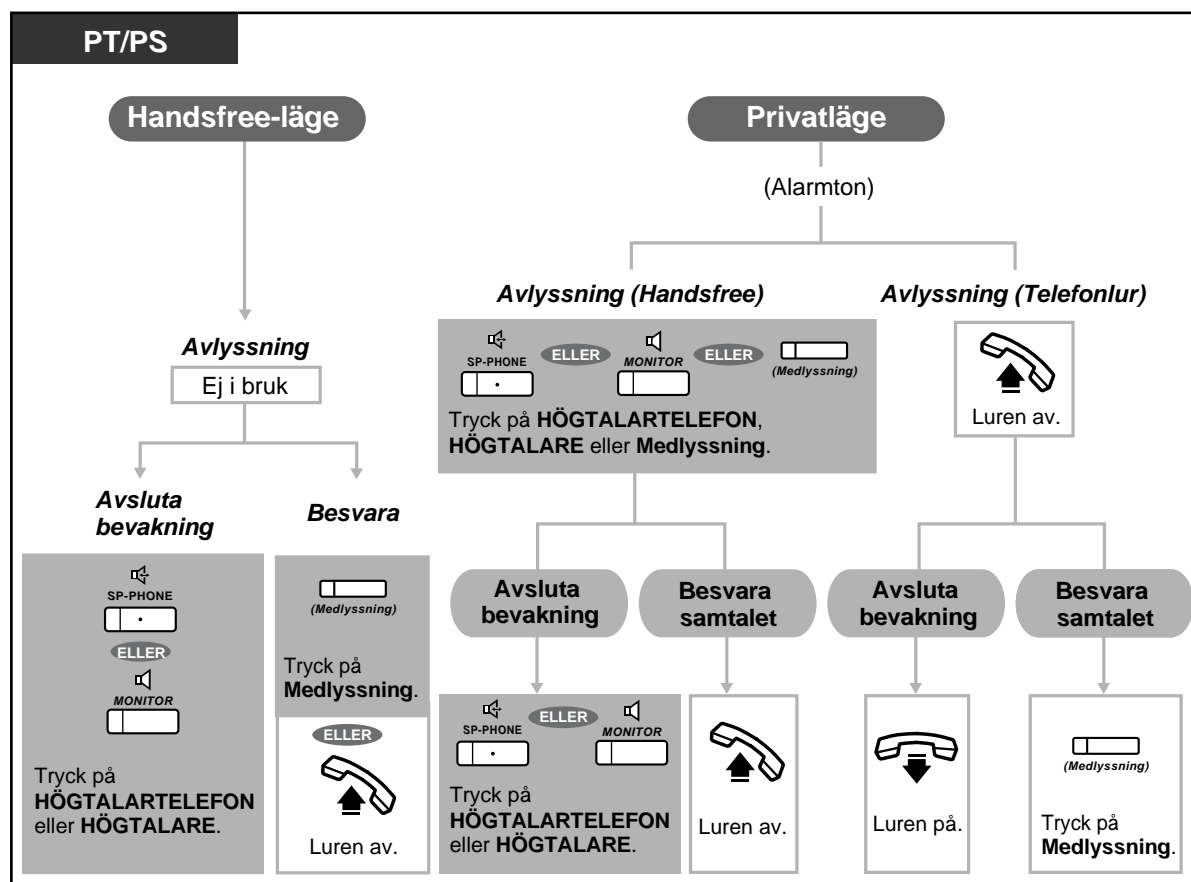 PT/PS
Handsfree-läge
Avlyssning
Ej i bruk
Avsluta
bevakning
SP-PHONE
ELLER
MONITOR
Tryck på
HÖGTALARTELEFON
eller HÖGTALARE.
Besvara
(Medlyssning)
Tryck på
Medlyssning.
ELLER
Luren av.
Privatläge
(Alarmton)
Avlyssning (Handsfree)
SP-PHONE ELLER MONITOR ELLER (Medlyssning)
Tryck på HÖGTALARTELEFON,
HÖGTALARE eller Medlyssning.
Avsluta
bevakning
SP-PHONE ELLER MONITOR
Tryck på
HÖGTALARTELEFON
eller HÖGTALARE.
Besvara
samtalet
Luren av.
Avlyssning (Telefonlur)
Luren av.
Avsluta
bevakning
Luren på.
Besvara
samtalet
(Medlyssning)
Tryck på
Medlyssning.